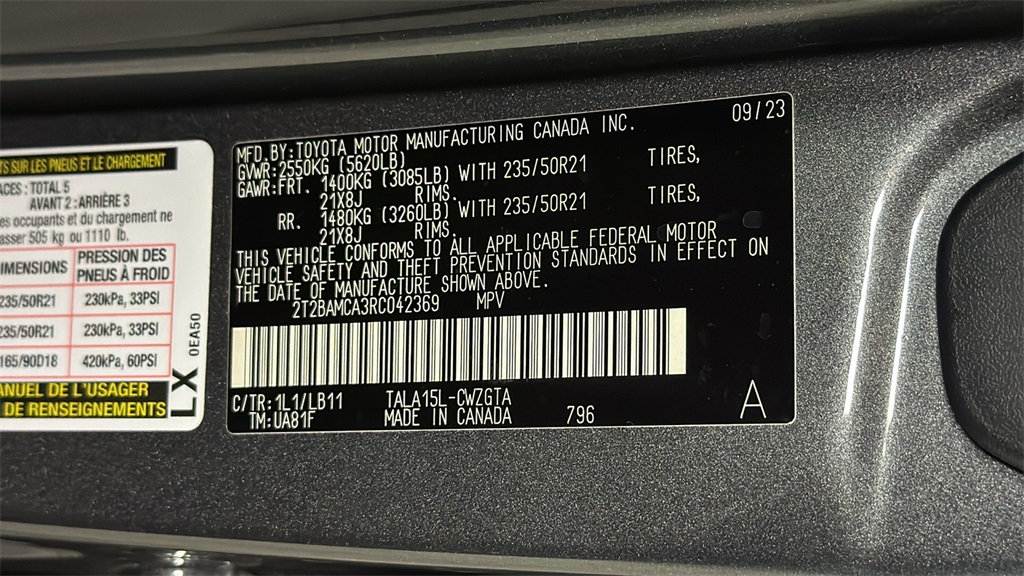 TS SUR LES PNEUS ET LE CHARGEMENT
ACES : TOTAL 5
AVANT 2 : ARRIÈRE 3
es occupants et du chargement ne
asser 505 kg ou 1110 lb.
IMENSIONS PRESSION DES PNEUS À FROID
235/50R21 230kPa, 33PSI
235/50R21 230kPa, 33PSI
165/90D18 420kPa, 60PSI
ANUEL DE L'USAGER
DE RENSEIGNEMENTS
LX 0EA50
09/23
MFD.BY:TOYOTA MOTOR MANUFACTURING CANADA INC.
GVWR:2550KG (5620LB)
GAWR:FRT. 1400KG (3085LB) WITH 235/50R21 TIRES,
21X8J RIMS.
RR. 1480KG (3260LB) WITH 235/50R21 TIRES,
21X8J RIMS.
THIS VEHICLE CONFORMS TO ALL APPLICABLE FEDERAL MOTOR
VEHICLE SAFETY AND THEFT PREVENTION STANDARDS IN EFFECT ON
THE DATE OF MANUFACTURE SHOWN ABOVE.
2T2BAMCA3RC042369 MPV
C/TR:1L1/LB11 TALA15L-CWZGTA
TM:UA81F MADE IN CANADA 796 A